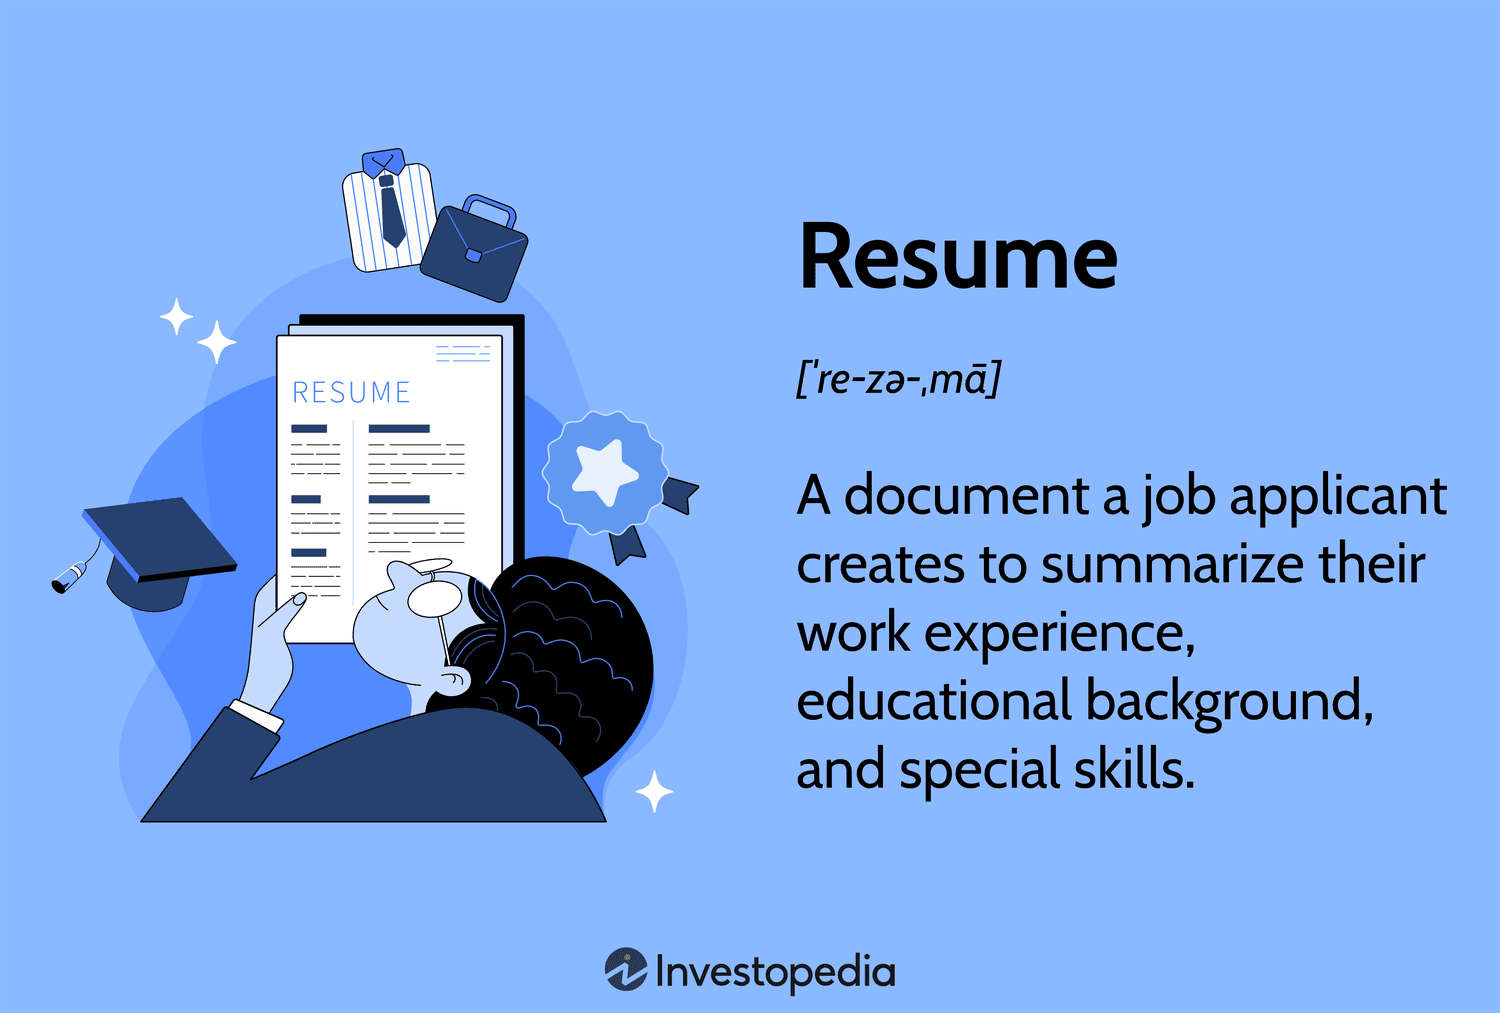 RESUME
Resume
[ˈre-zə-ˌmā]
A document a job applicant
creates to summarize their
work experience,
educational background,
and special skills.
Investopedia